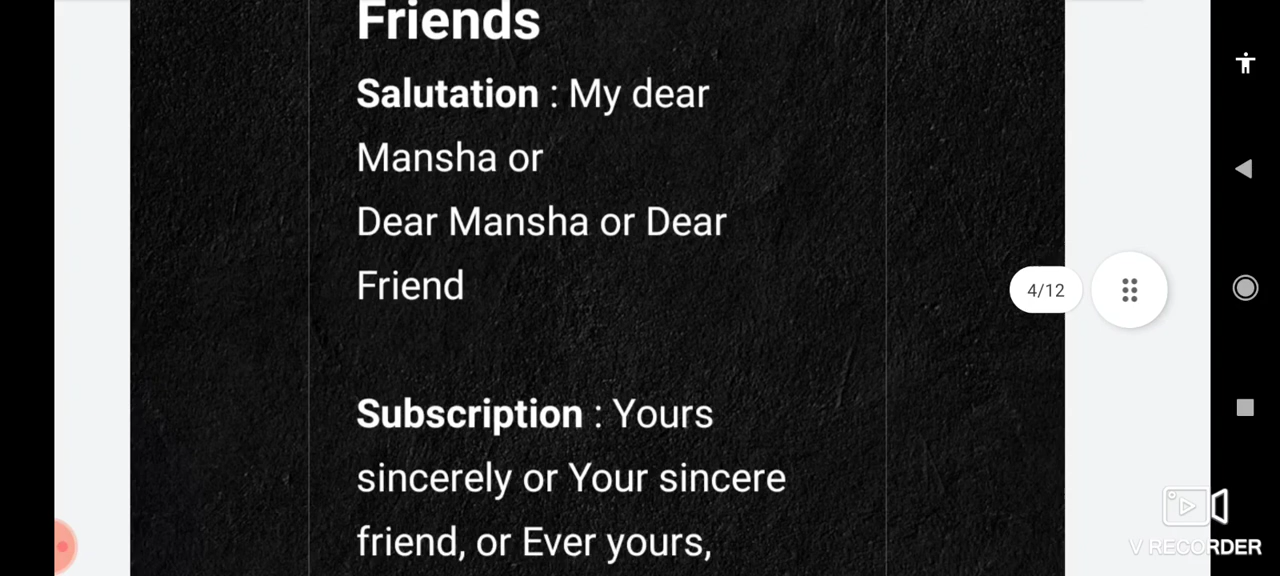 Friends
Salutation : My dear
Mansha or
Dear Mansha or Dear
Friend
4/12
Subscription : Yours
sincerely or Your sincere
friend, or Ever yours,
V RECORDER